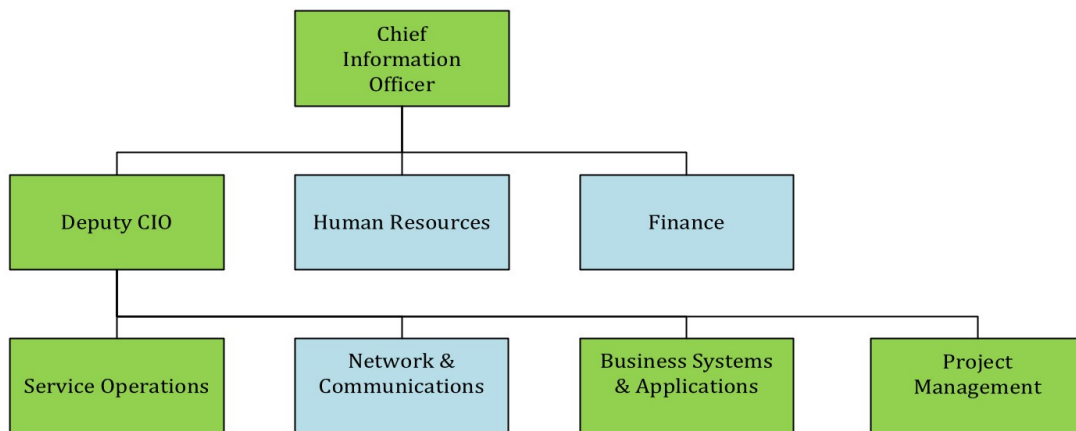 Chief
Information
Officer
Deputy CIO
Human Resources
Finance
Service Operations
Network &
Communications
Business Systems
& Applications
Project
Management